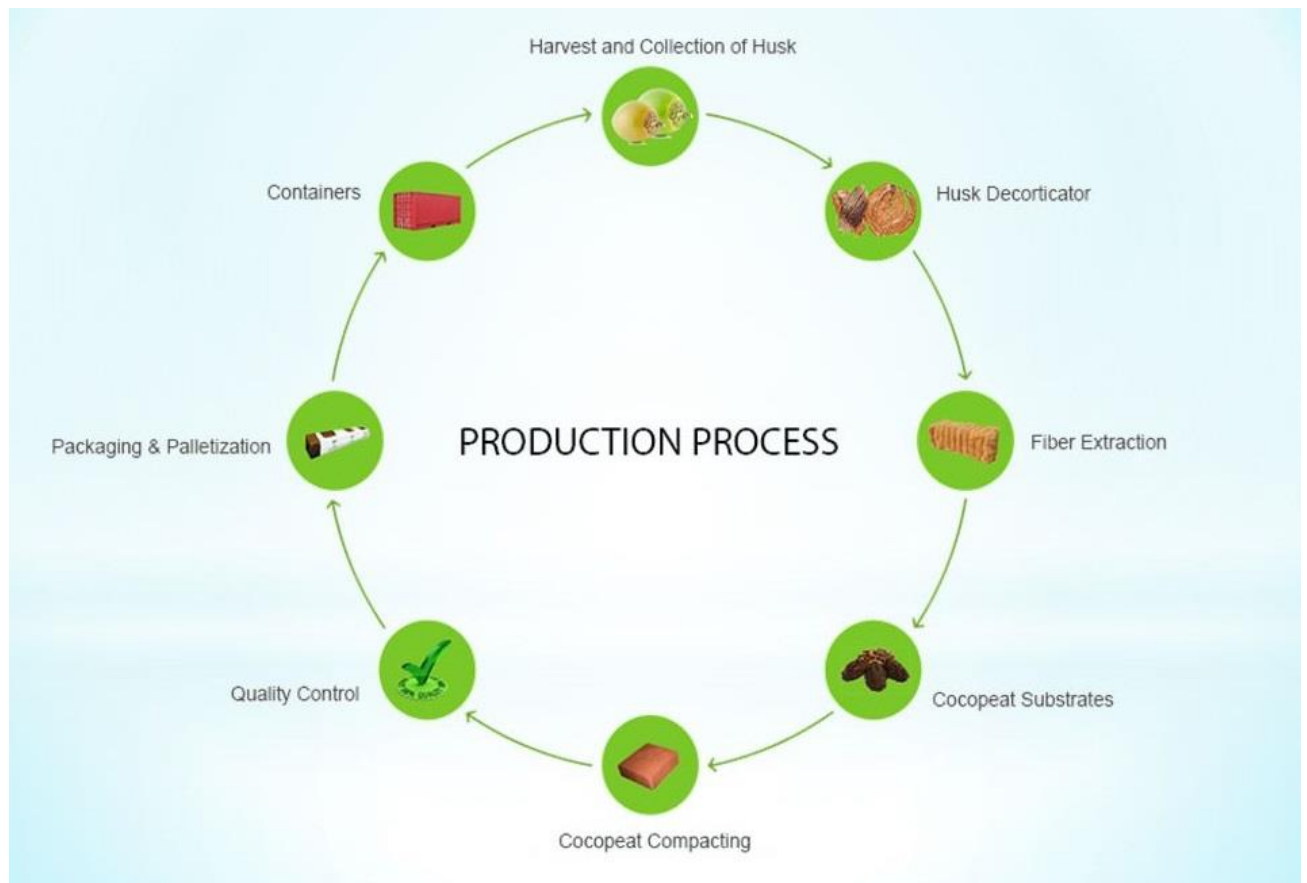 Harvest and Collection of Husk
Husk Decorticator
Fiber Extraction
Cocopeat Substrates
Cocopeat Compacting
Quality Control
Packaging & Palletization
Containers
PRODUCTION PROCESS